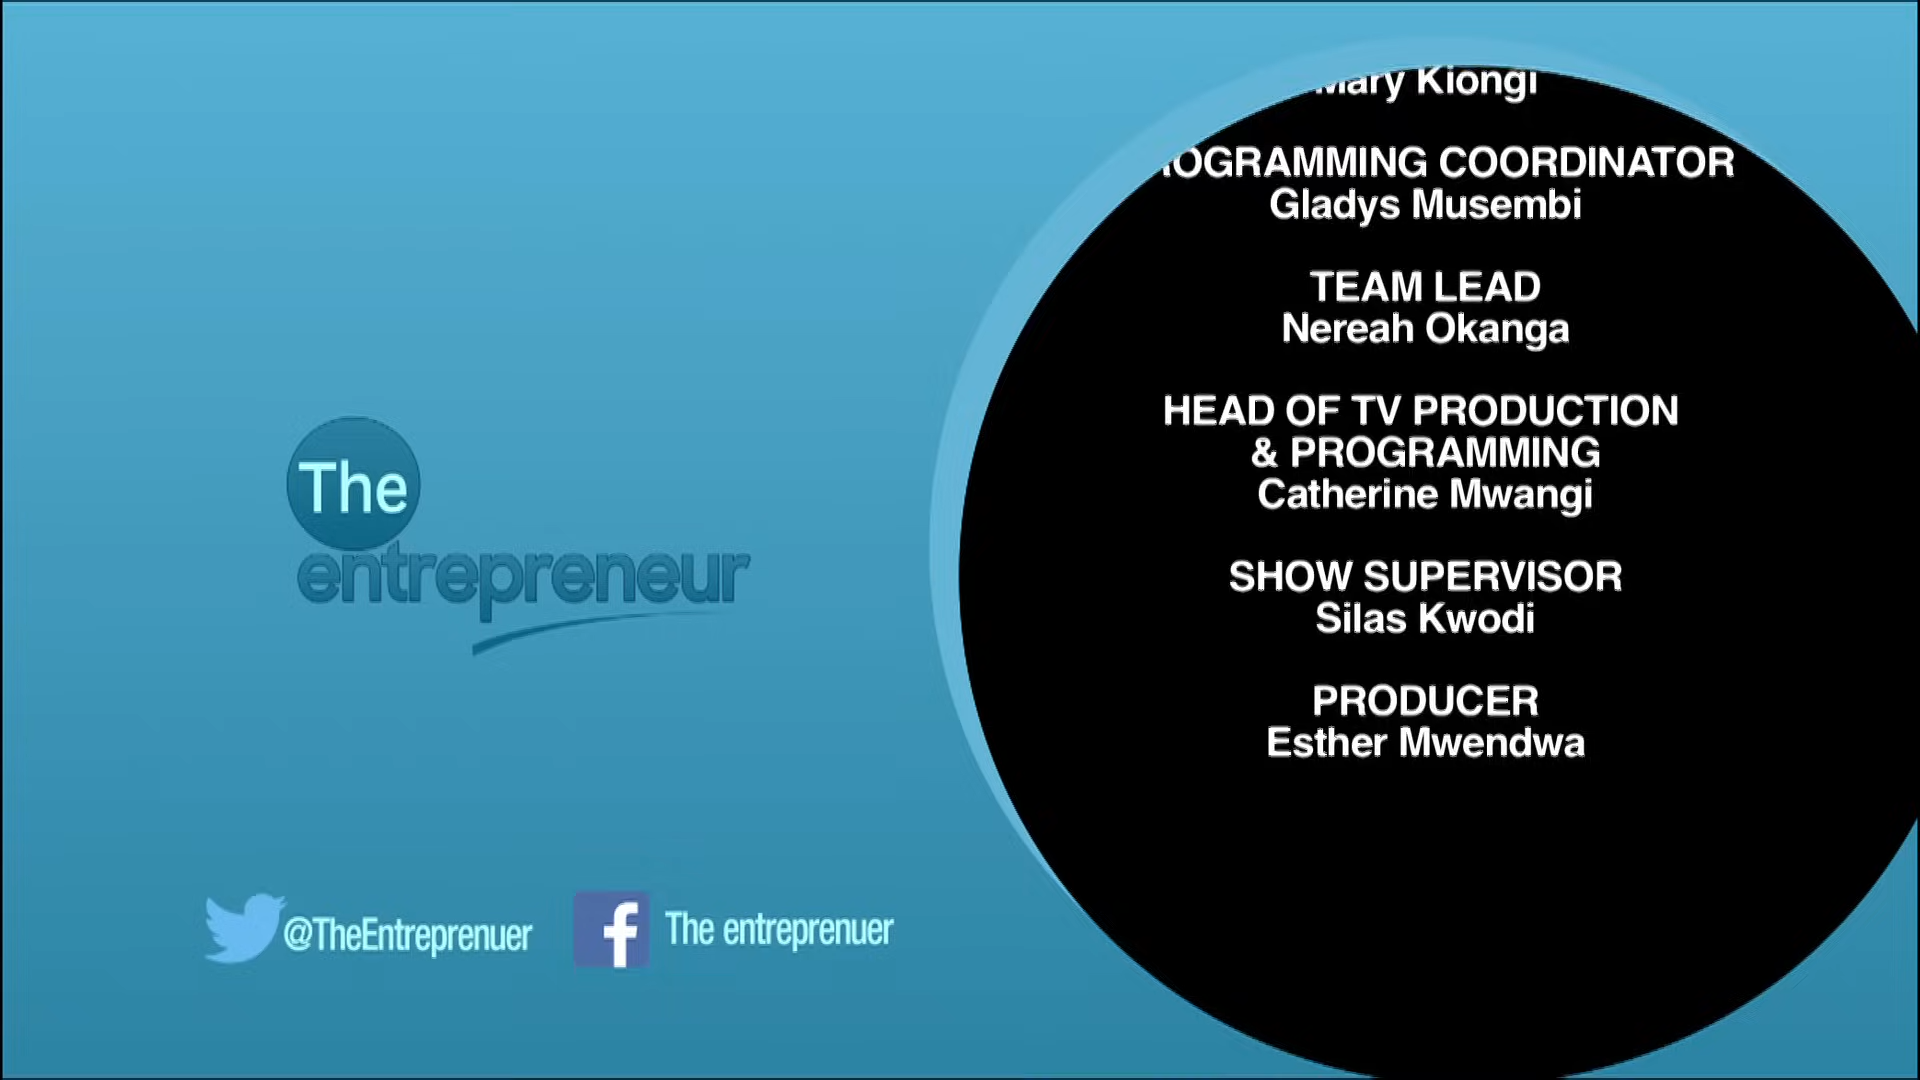 The
entrepreneur
@TheEntreprenuer
The entreprenuer
Mary Kiongi
COORDINATOR
Gladys Musembi
TEAM LEAD
Nereah Okanga
HEAD OF TV PRODUCTION
& PROGRAMMING
Catherine Mwangi
SHOW SUPERVISOR
Silas Kwodi
PRODUCER
Esther Mwendwa